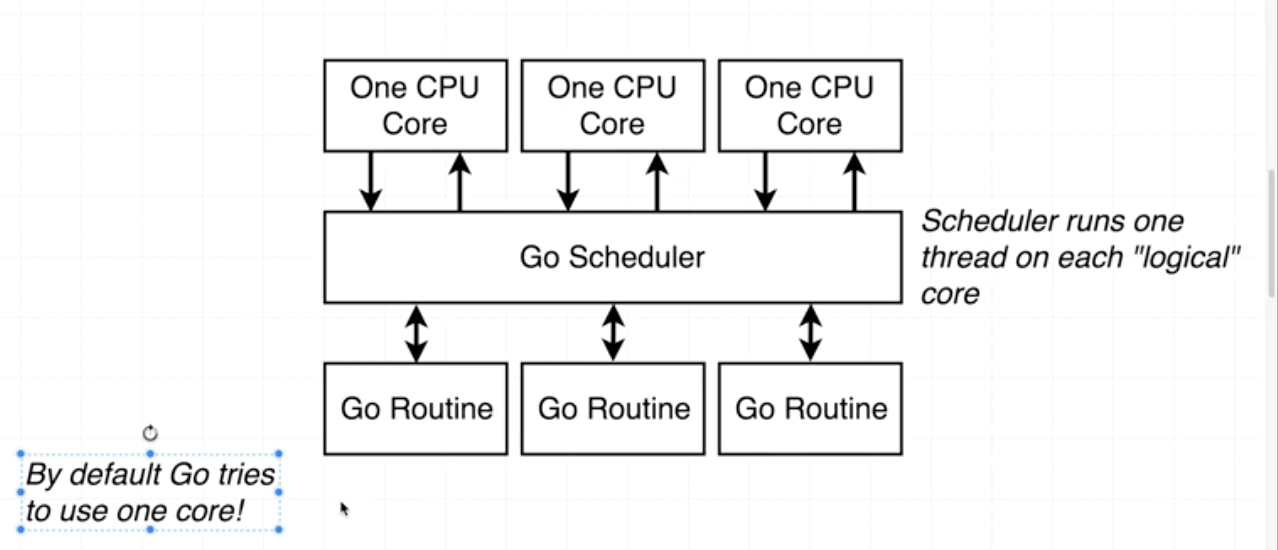 One CPU
Core
One CPU
Core
One CPU
Core
Go Scheduler
Scheduler runs one
thread on each "logical"
core
Go Routine
Go Routine
Go Routine
By default Go tries
to use one core!